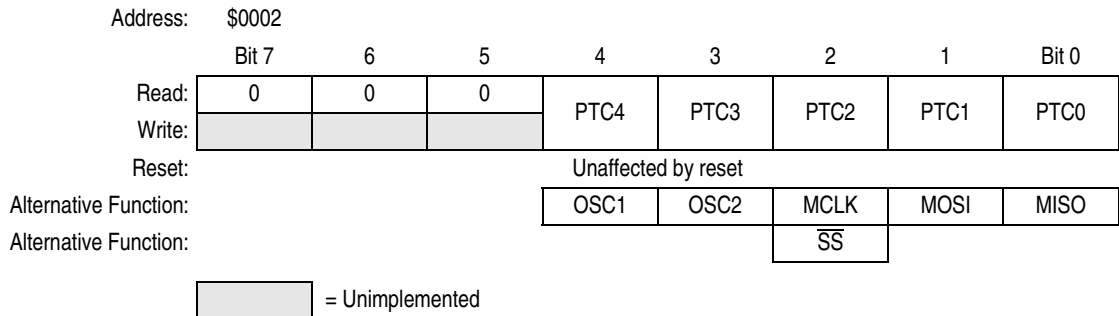 Address: $0002
Bit 7 6 5 4 3 2 1 Bit 0
Read: 0 0 0 PTC4 PTC3 PTC2 PTC1 PTC0
Write:
Reset: Unaffected by reset
Alternative Function: OSC1 OSC2 MCLK MOSI MISO
Alternative Function: S̅S̅
= Unimplemented